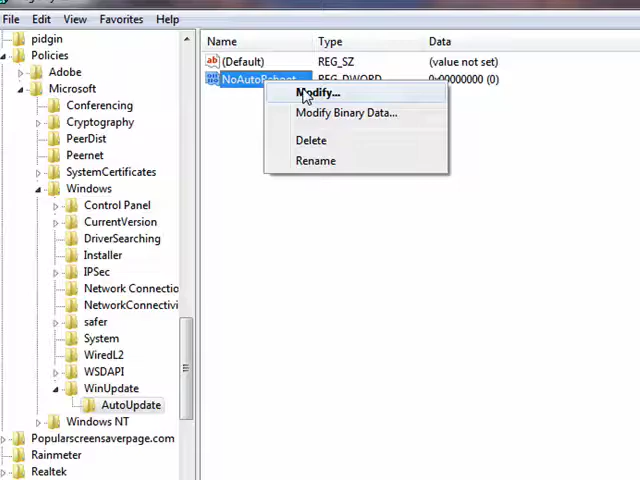 File Edit View Favorites Help
pidgin
Policies
Adobe
Microsoft
Conferencing
Cryptography
PeerDist
Peernet
SystemCertificates
Windows
Control Panel
CurrentVersion
DriverSearching
Installer
IPSec
Network Connectio
NetworkConnectivi
safer
System
WiredL2
WSDAPI
WinUpdate
AutoUpdate
Windows NT
Popularscreensaverpage.com
Rainmeter
Realtek
Name Type Data
(Default) REG_SZ (value not set)
NoAutoReboot REG_DWORD 0x00000000 (0)
Modify...
Modify Binary Data...
Delete
Rename